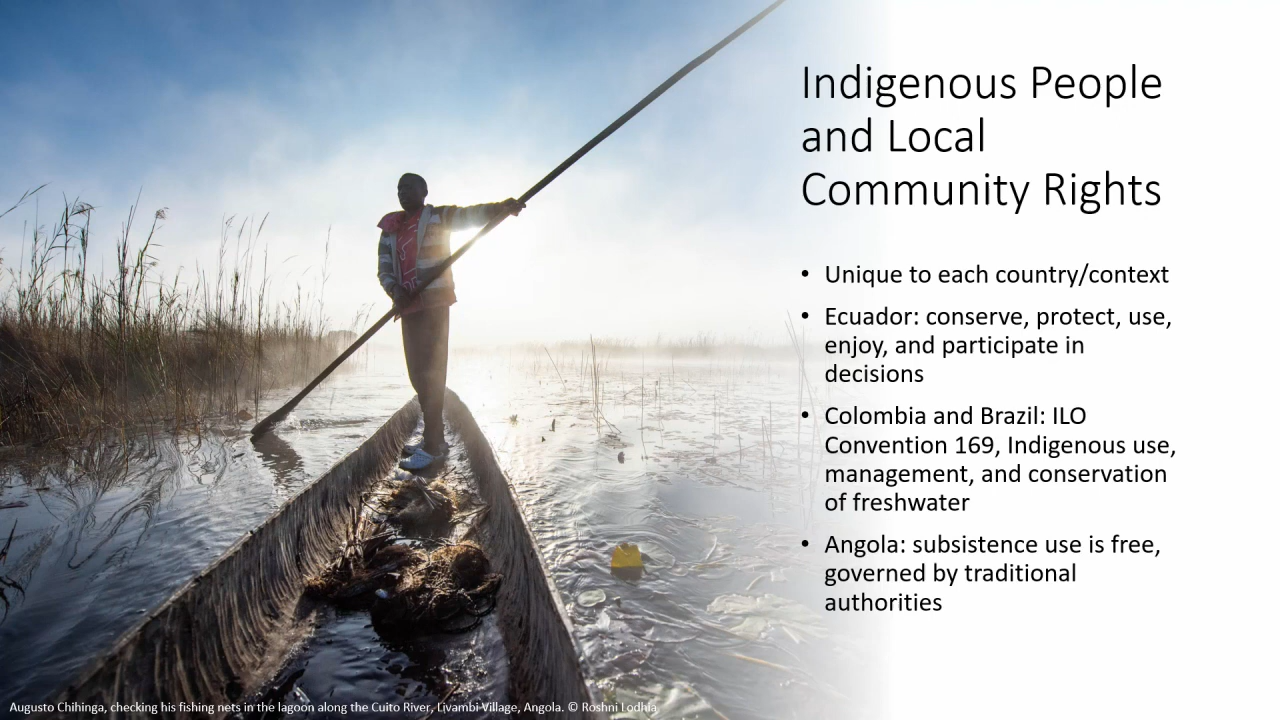 Indigenous People
and Local
Community Rights
• Unique to each country/context
• Ecuador: conserve, protect, use,
enjoy, and participate in
decisions
• Colombia and Brazil: ILO
Convention 169, Indigenous use,
management, and conservation
of freshwater
• Angola: subsistence use is free,
governed by traditional
authorities
Augusto Chihinga, checking his fishing nets in the lagoon along the Cuito River, Livambi Village, Angola. © Roshni Lodhia